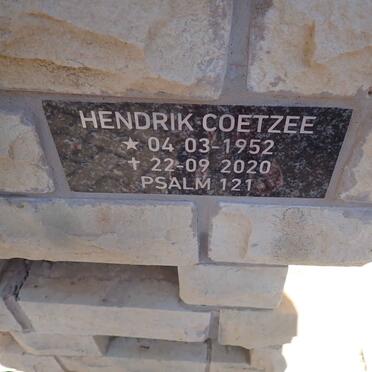 HENDRIK COETZEE
★ 04 03-1952
✝ 22-09 2020
PSALM 121